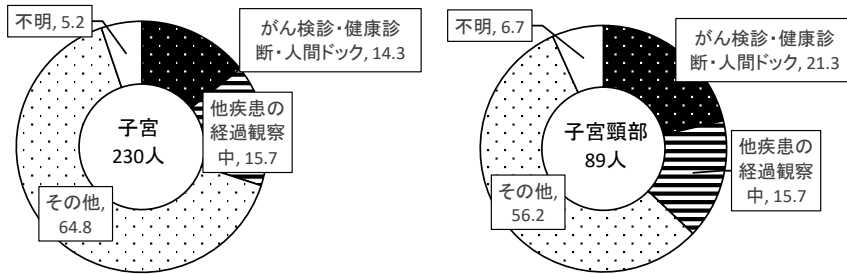 不明, 5.2
がん検診・健康診
断・人間ドック, 14.3
子宮
230人
他疾患の
経過観察
中, 15.7
その他,
64.8
不明, 6.7
がん検診・健康診
断・人間ドック, 21.3
子宮頸部
89人
他疾患の
経過観察
中, 15.7
その他,
56.2